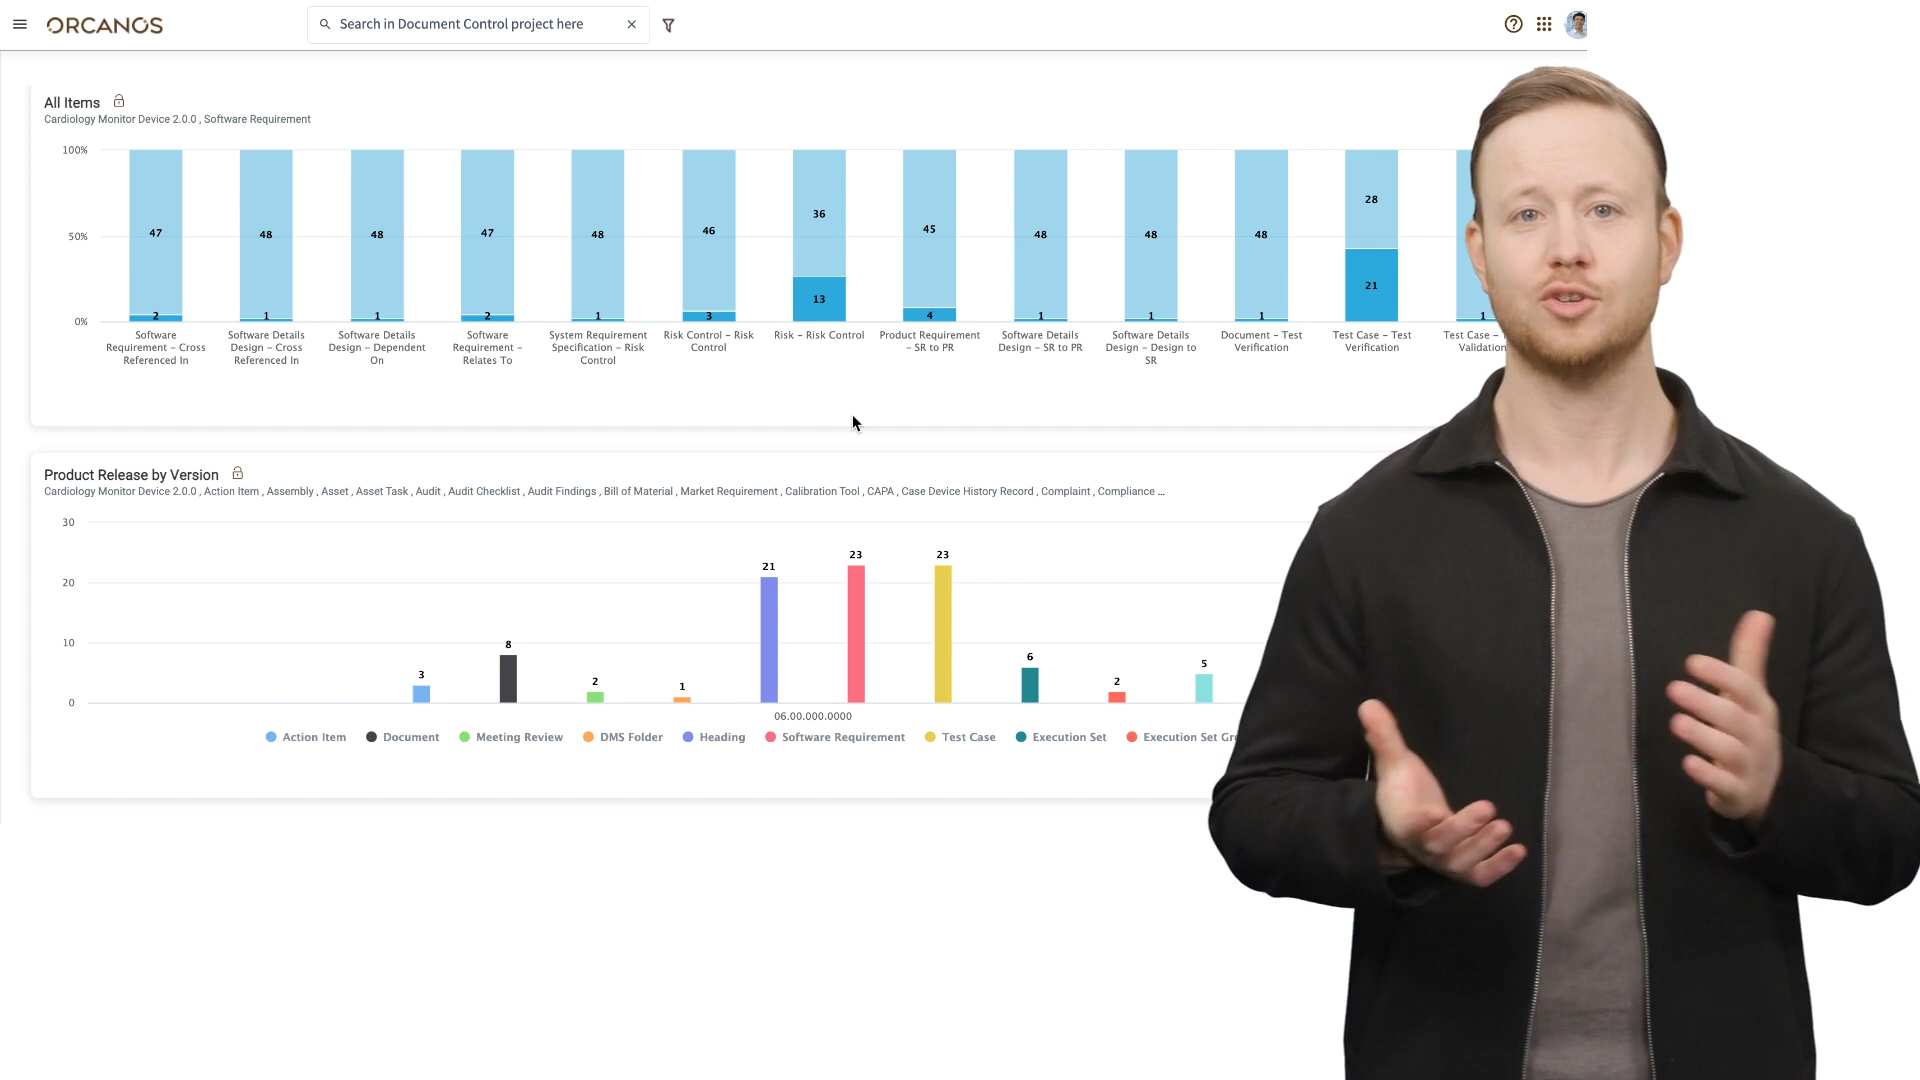 ORCANOS
Search in Document Control project here
All Items
Cardiology Monitor Device 2.0.0 , Software Requirement
100%
50%
0%
47 48 48 47 48 46 36 45 48 48 48 28
2 1 1 2 1 3 13 4 1 1 1 21 1
Software Requirement – Cross Referenced In
Software Details Design – Cross Referenced In
Software Details Design – Dependent On
Software Requirement – Relates To
System Requirement Specification – Risk Control
Risk Control – Risk Control
Risk – Risk Control
Product Requirement – SR to PR
Software Details Design – SR to PR
Software Details Design – Design to SR
Document – Test Verification
Test Case – Test Verification
Test Case – Validation
Product Release by Version
Cardiology Monitor Device 2.0.0 , Action Item , Assembly , Asset , Asset Task , Audit , Audit Checklist , Audit Findings , Bill of Material , Market Requirement , Calibration Tool , CAPA , Case Device History Record , Complaint , Compliance ...
30
20
10
0
3 8 2 1 21 23 23 6 2 5
06.00.000.0000
Action Item Document Meeting Review DMS Folder Heading Software Requirement Test Case Execution Set Execution Set